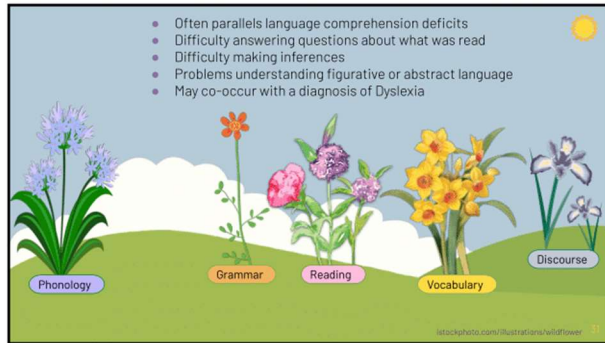 ● Often parallels language comprehension deficits
● Difficulty answering questions about what was read
● Difficulty making inferences
● Problems understanding figurative or abstract language
● May co-occur with a diagnosis of Dyslexia
Phonology
Grammar
Reading
Vocabulary
Discourse
istockphoto.com/illustrations/wildflower
31